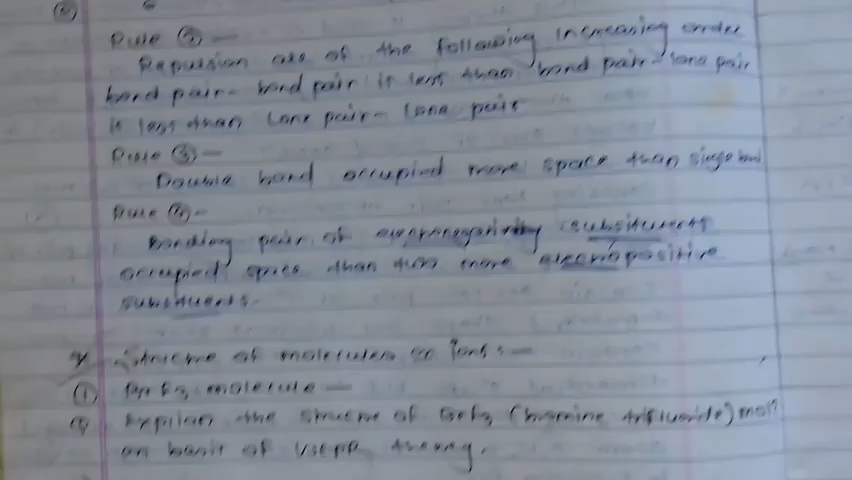 ②
Rule ② —
Repulsion are of the following increasing order
bond pair - bond pair is less than bond pair - lone pair
is less than lone pair - lone pair
Rule ③ —
Double bond occupied more space than single bond
Rule ④ -
Bonding pair of electronegativity substituents
occupied space than more electropositive
substituents.
* Structure of molecules or Ions: —
① BrF3 molecule —
Q Explain the structure of BrF3 (bromine trifluoride) mol
on basis of VSEPR theory.